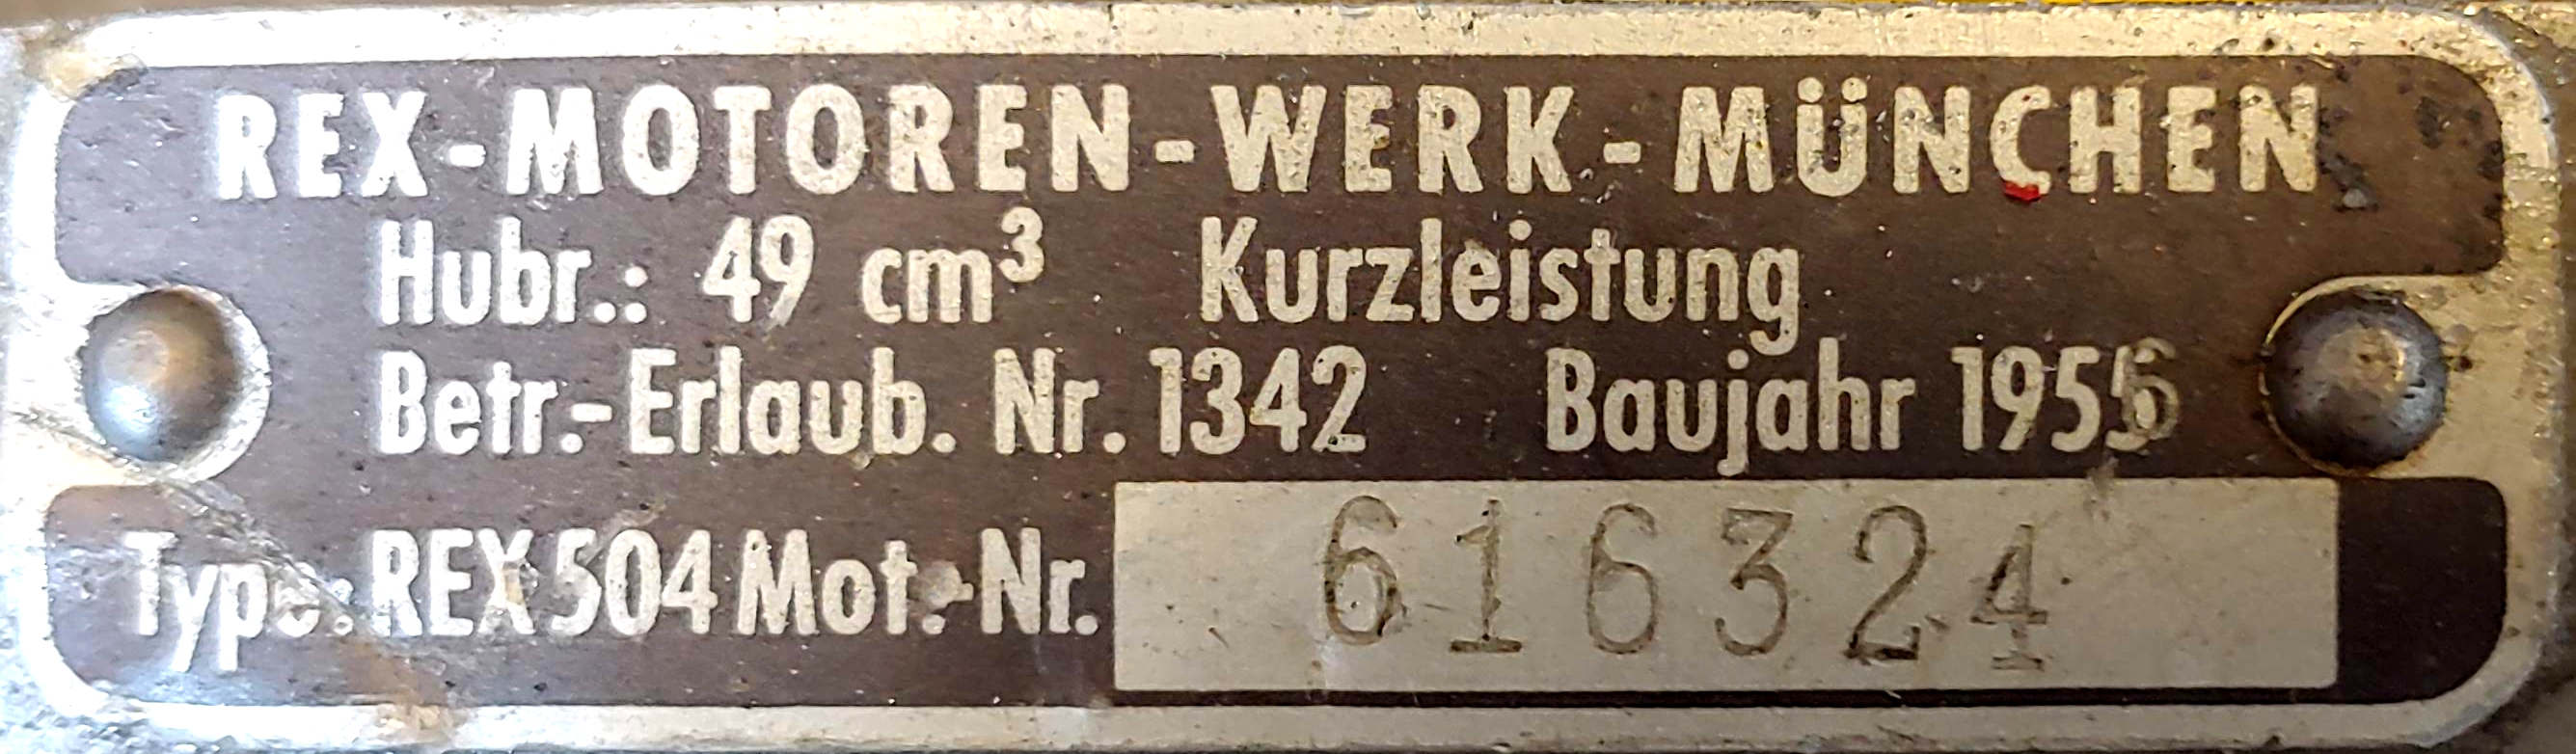 REX-MOTOREN-WERK-MÜNCHEN
Hubr.: 49 cm³ Kurzleistung
Betr.-Erlaub. Nr. 1342 Baujahr 1956
Type: REX 504 Mot.-Nr. 616324